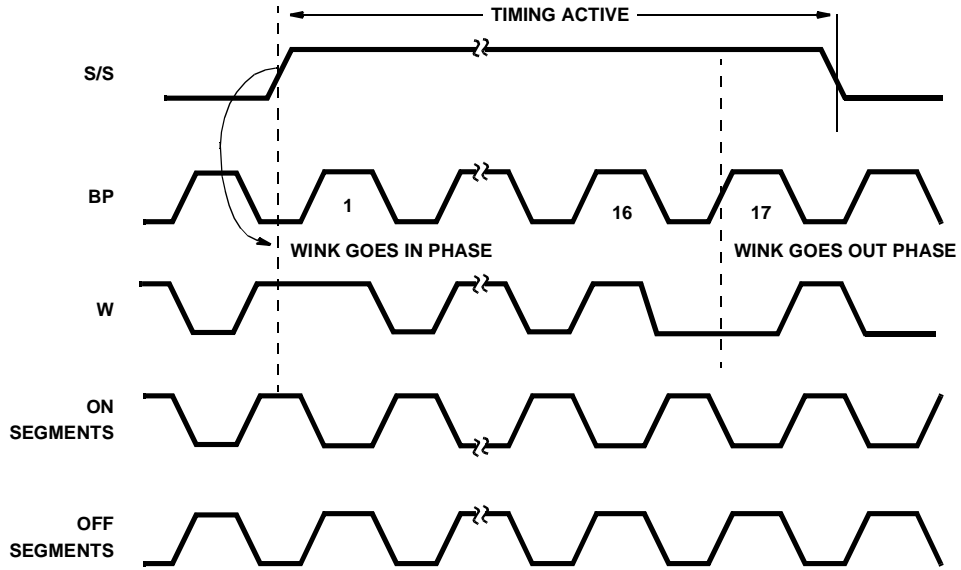 TIMING ACTIVE
S/S
BP
1
16
17
WINK GOES IN PHASE
WINK GOES OUT PHASE
W
ON
SEGMENTS
OFF
SEGMENTS